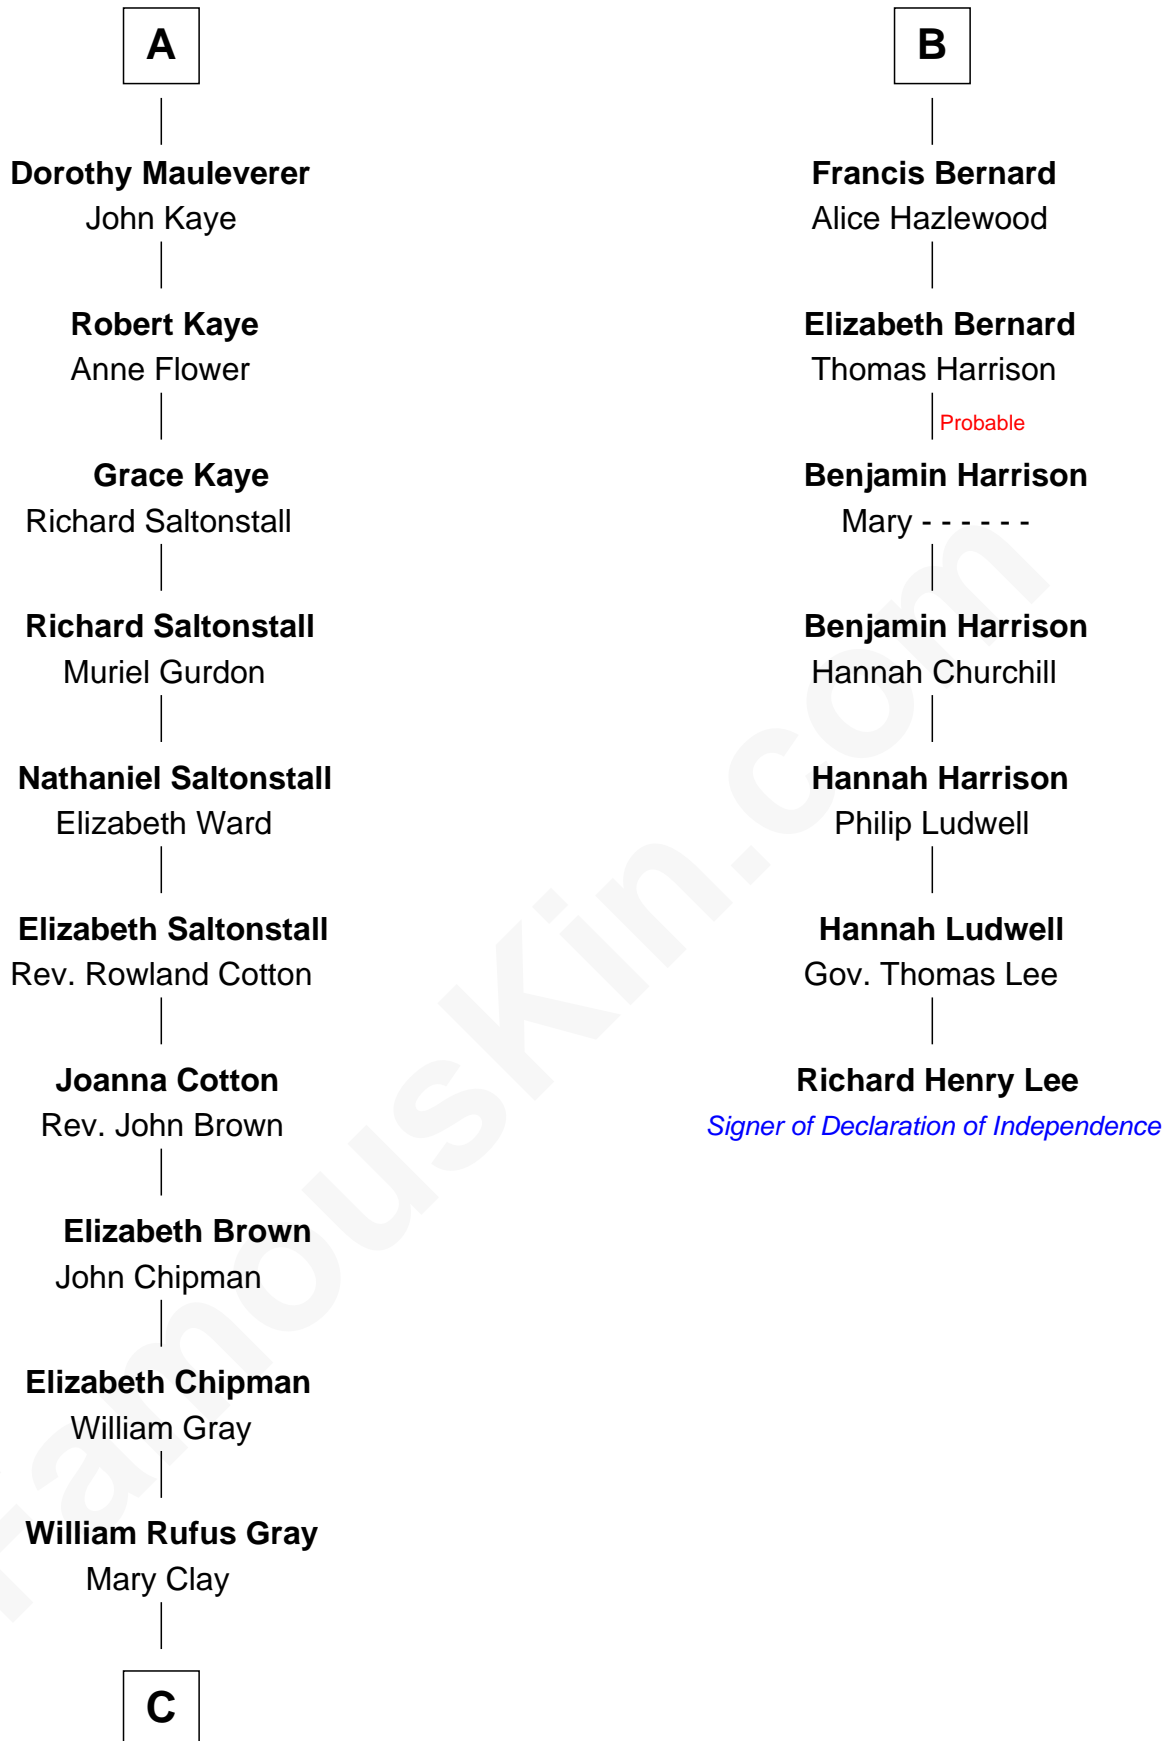 A
Dorothy Mauleverer
John Kaye
Robert Kaye
Anne Flower
Grace Kaye
Richard Saltonstall
Richard Saltonstall
Muriel Gurdon
Nathaniel Saltonstall
Elizabeth Ward
Elizabeth Saltonstall
Rev. Rowland Cotton
Joanna Cotton
Rev. John Brown
Elizabeth Brown
John Chipman
Elizabeth Chipman
William Gray
William Rufus Gray
Mary Clay
C
B
Francis Bernard
Alice Hazlewood
Elizabeth Bernard
Thomas Harrison
Probable
Benjamin Harrison
Mary - - - - - -
Benjamin Harrison
Hannah Churchill
Hannah Harrison
Philip Ludwell
Hannah Ludwell
Gov. Thomas Lee
Richard Henry Lee
Signer of Declaration of Independence
FamousKin.com